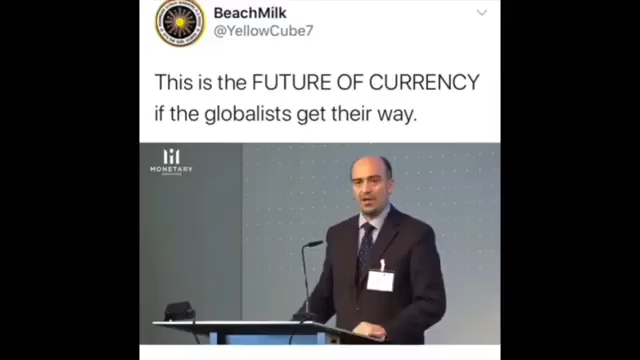 BeachMilk
@YellowCube7
This is the FUTURE OF CURRENCY
if the globalists get their way.
MONETARY